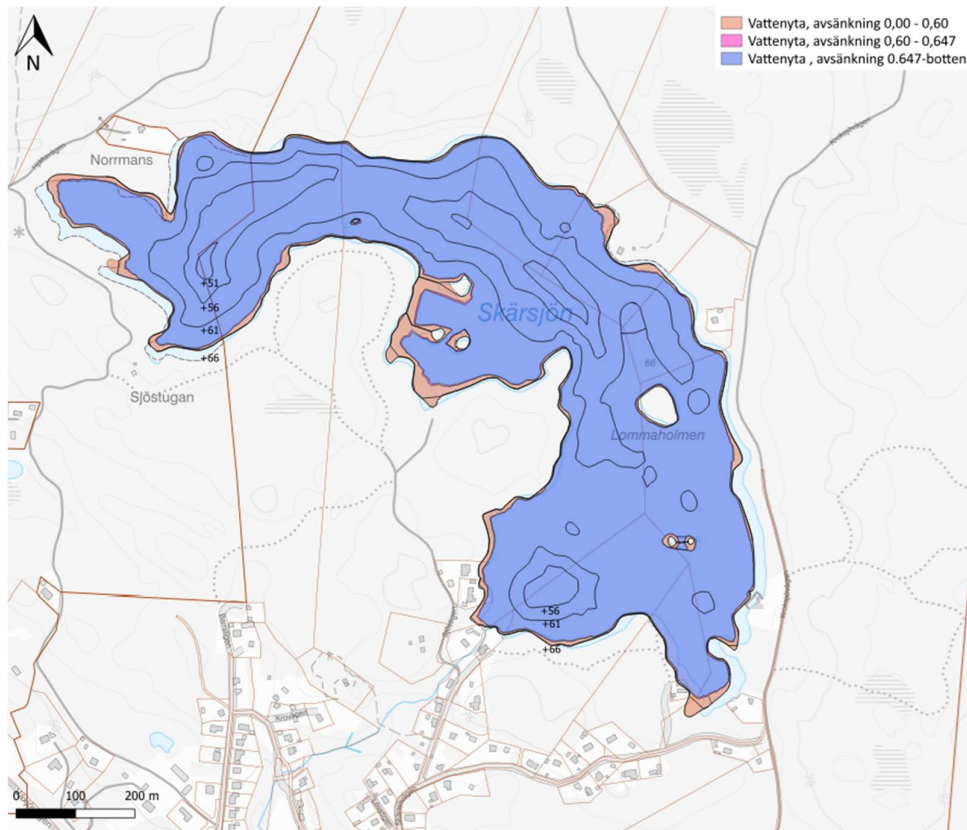 N
Vattenyta, avsänkning 0,00 - 0,60
Vattenyta, avsänkning 0,60 - 0,647
Vattenyta , avsänkning 0.647-botten
Norrmans
+51
+56
+61
+66
Skärsjön
66
Sjöstugan
Lommaholmen
+56
+61
+66
0 100 200 m